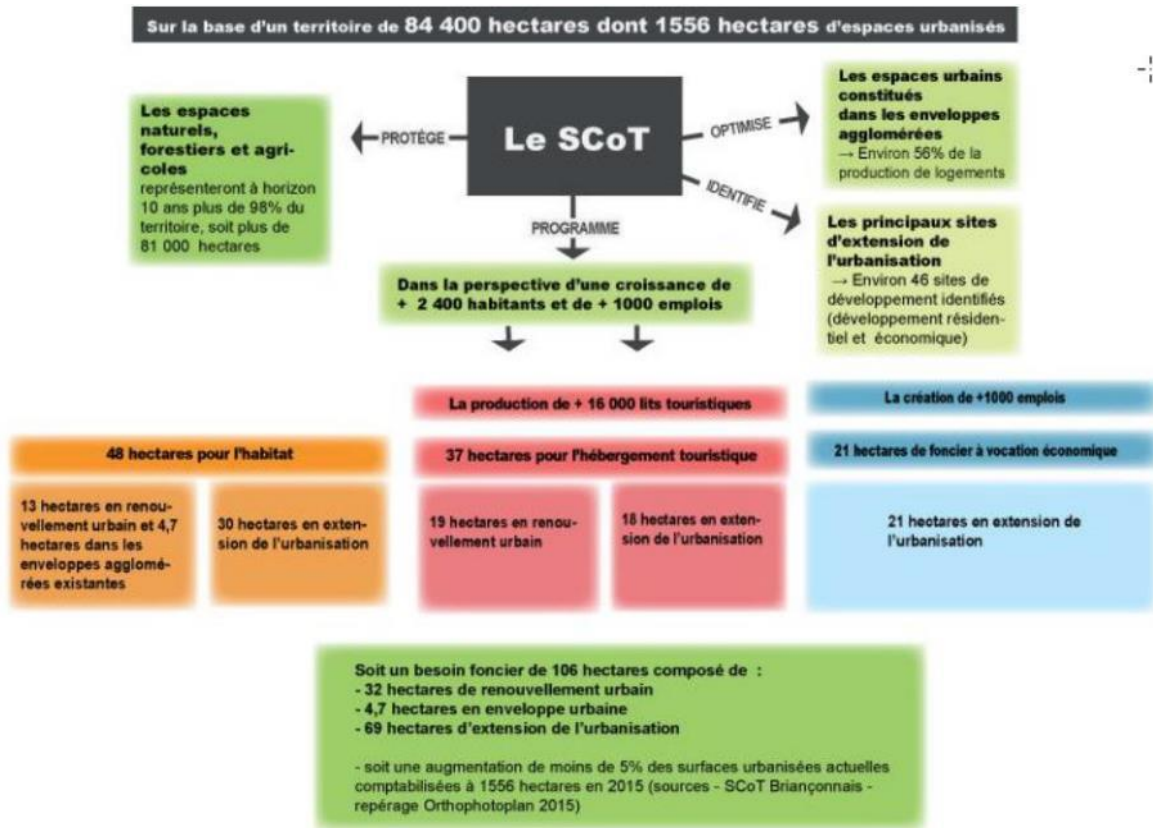 Sur la base d'un territoire de 84 400 hectares dont 1556 hectares d'espaces urbanisés
Les espaces
naturels,
forestiers et agri-
coles
représenteront à horizon
10 ans plus de 98% du
territoire, soit plus de
81 000 hectares
PROTÉGE
Le SCoT
OPTIMISE
Les espaces urbains
constitués
dans les enveloppes
agglomérées
→ Environ 56% de la
production de logements
IDENTIFIE
Les principaux sites
d'extension de
l'urbanisation
→ Environ 46 sites de
développement identifiés
(développement résiden-
tiel et économique)
PROGRAMME
Dans la perspective d'une croissance de
+ 2 400 habitants et de + 1000 emplois
La production de + 16 000 lits touristiques
La création de +1000 emplois
48 hectares pour l'habitat
37 hectares pour l'hébergement touristique
21 hectares de foncier à vocation économique
13 hectares en renou-
vellement urbain et 4,7
hectares dans les
enveloppes agglomé-
rées existantes
30 hectares en exten-
sion de l'urbanisation
19 hectares en renou-
vellement urbain
18 hectares en exten-
sion de l'urbanisation
21 hectares en extension de
l'urbanisation
Soit un besoin foncier de 106 hectares composé de :
- 32 hectares de renouvellement urbain
- 4,7 hectares en enveloppe urbaine
- 69 hectares d'extension de l'urbanisation
- soit une augmentation de moins de 5% des surfaces urbanisées actuelles
comptabilisées à 1556 hectares en 2015 (sources - SCoT Briançonnais -
repérage Orthophotoplan 2015)